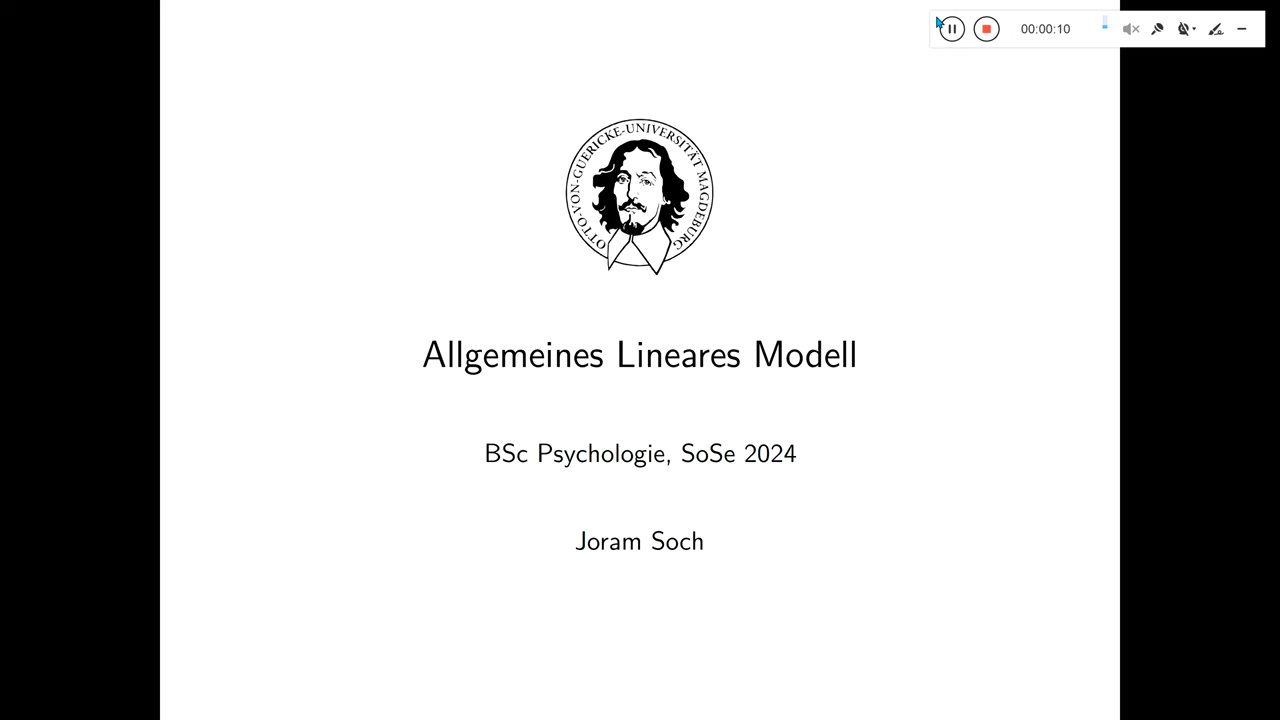 00:00:10
OTTO-VON-GUERICKE-UNIVERSITÄT MAGDEBURG
Allgemeines Lineares Modell
BSc Psychologie, SoSe 2024
Joram Soch